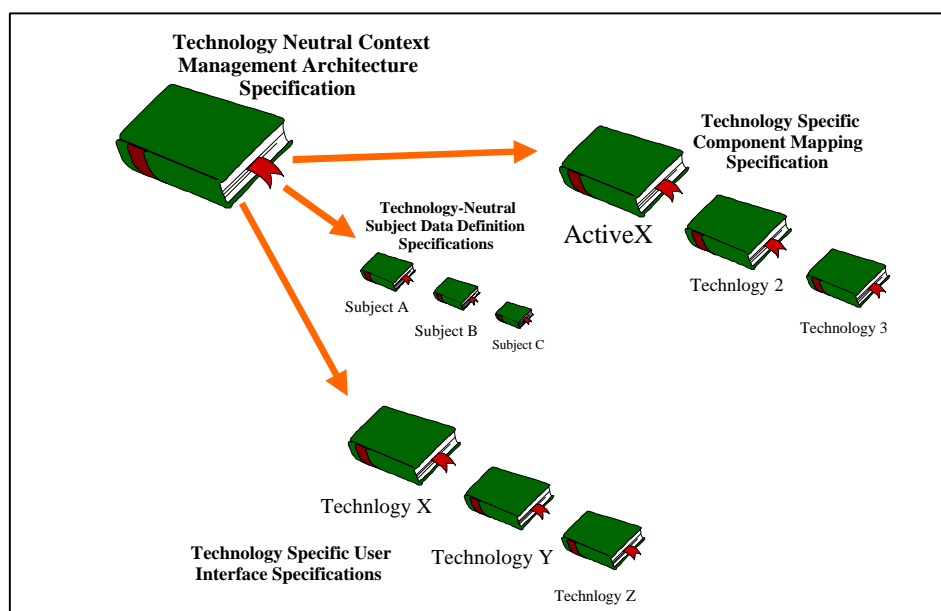 Technology Neutral Context
Management Architecture
Specification
Technology Specific
Component Mapping
Specification
ActiveX
Technlogy 2
Technology 3
Technology-Neutral
Subject Data Definition
Specifications
Subject A
Subject B
Subject C
Technlogy X
Technology Y
Technlogy Z
Technology Specific User
Interface Specifications